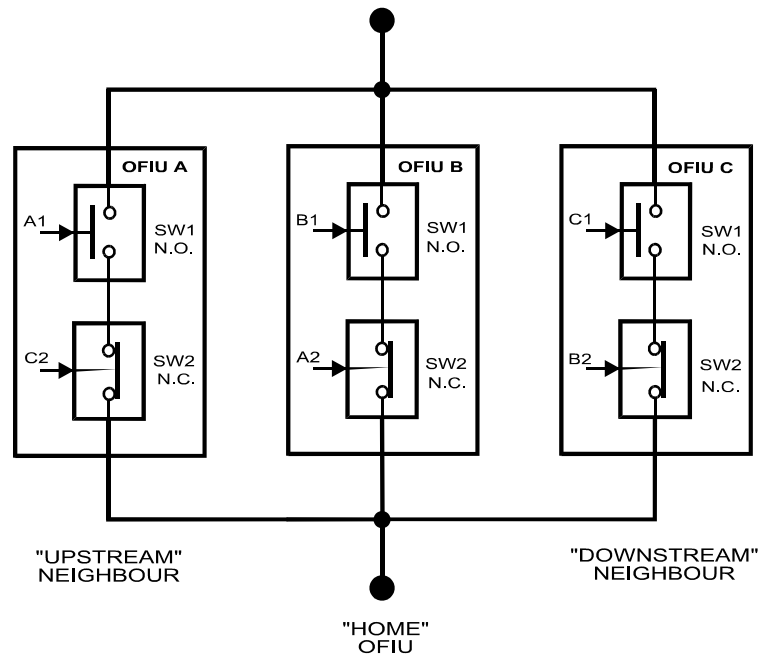 OFIU A
A1
SW1
N.O.
C2
SW2
N.C.
OFIU B
B1
SW1
N.O.
A2
SW2
N.C.
OFIU C
C1
SW1
N.O.
B2
SW2
N.C.
"UPSTREAM"
NEIGHBOUR
"DOWNSTREAM"
NEIGHBOUR
"HOME"
OFIU